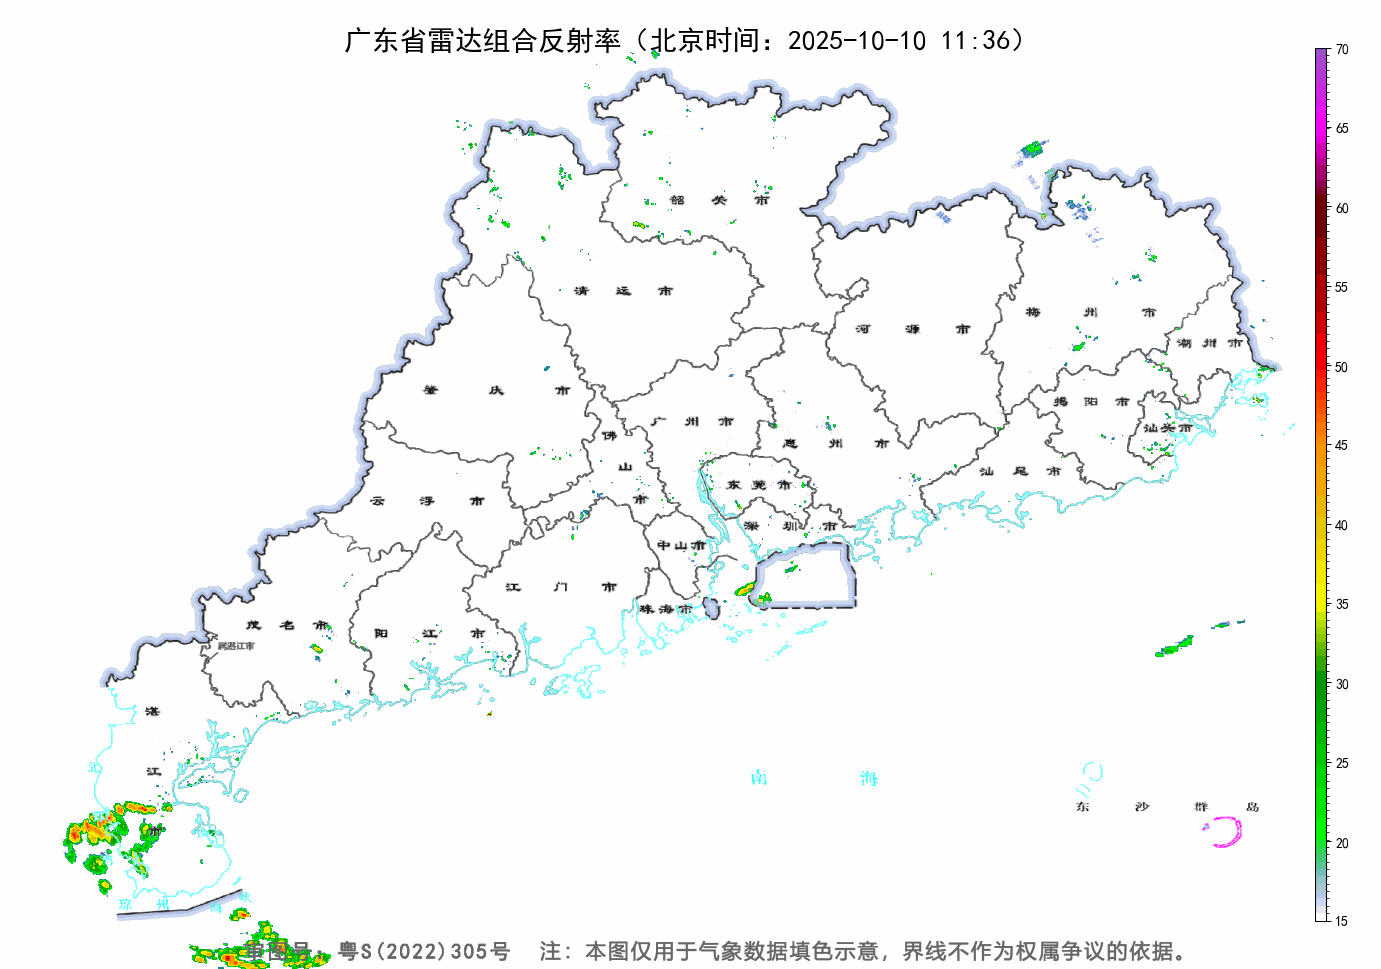 广东省雷达组合反射率（北京时间：2025-10-10 11:36）
70
65
60
55
50
45
40
35
30
25
20
15
韶关市
清远市
河源市
梅州市
潮州市
肇庆市
广州市
佛山市
惠州市
揭阳市
汕头市
汕尾市
云浮市
东莞市
深圳市
中山市
江门市
珠海市
茂名市
阳江市
属湛江市
湛江市
北
南海
东沙群岛
琼州海峡
审图号：粤S(2022)305号 注：本图仅用于气象数据填色示意，界线不作为权属争议的依据。